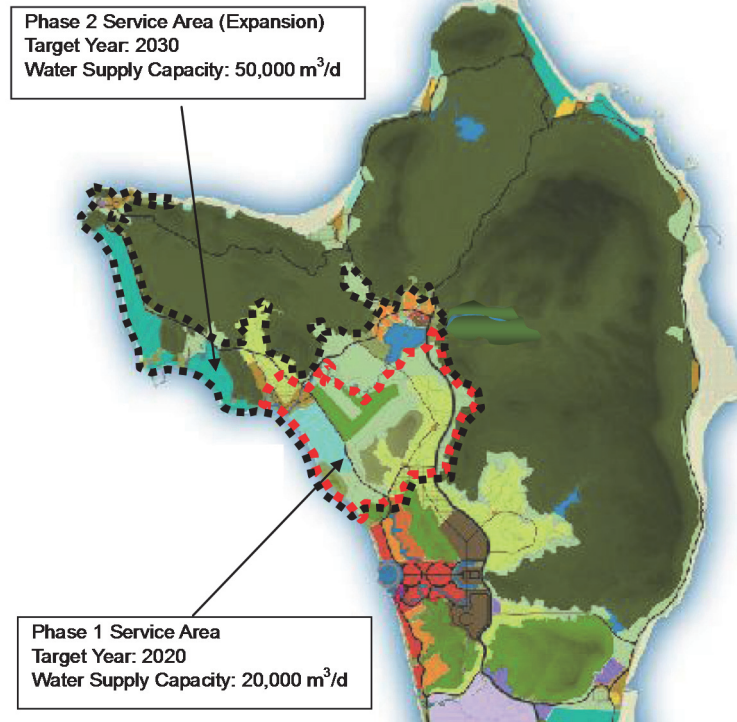 Phase 2 Service Area (Expansion)
Target Year: 2030
Water Supply Capacity: 50,000 m³/d
Phase 1 Service Area
Target Year: 2020
Water Supply Capacity: 20,000 m³/d